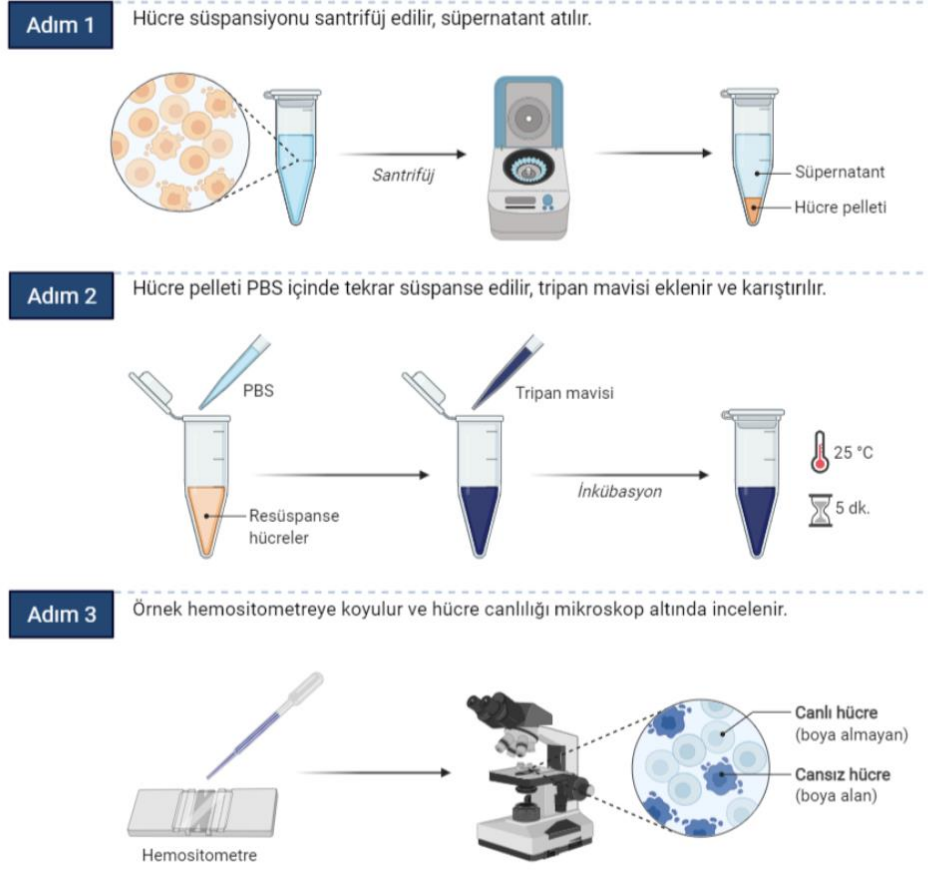 Adım 1
Hücre süspansiyonu santrifüj edilir, süpernatant atılır.
Santrifüj
Süpernatant
Hücre pelleti
Adım 2
Hücre pelleti PBS içinde tekrar süspanse edilir, tripan mavisi eklenir ve karıştırılır.
PBS
Tripan mavisi
Resüspanse
hücreler
İnkübasyon
25 °C
5 dk.
Adım 3
Örnek hemositometreye koyulur ve hücre canlılığı mikroskop altında incelenir.
Hemositometre
Canlı hücre
(boya almayan)
Cansız hücre
(boya alan)